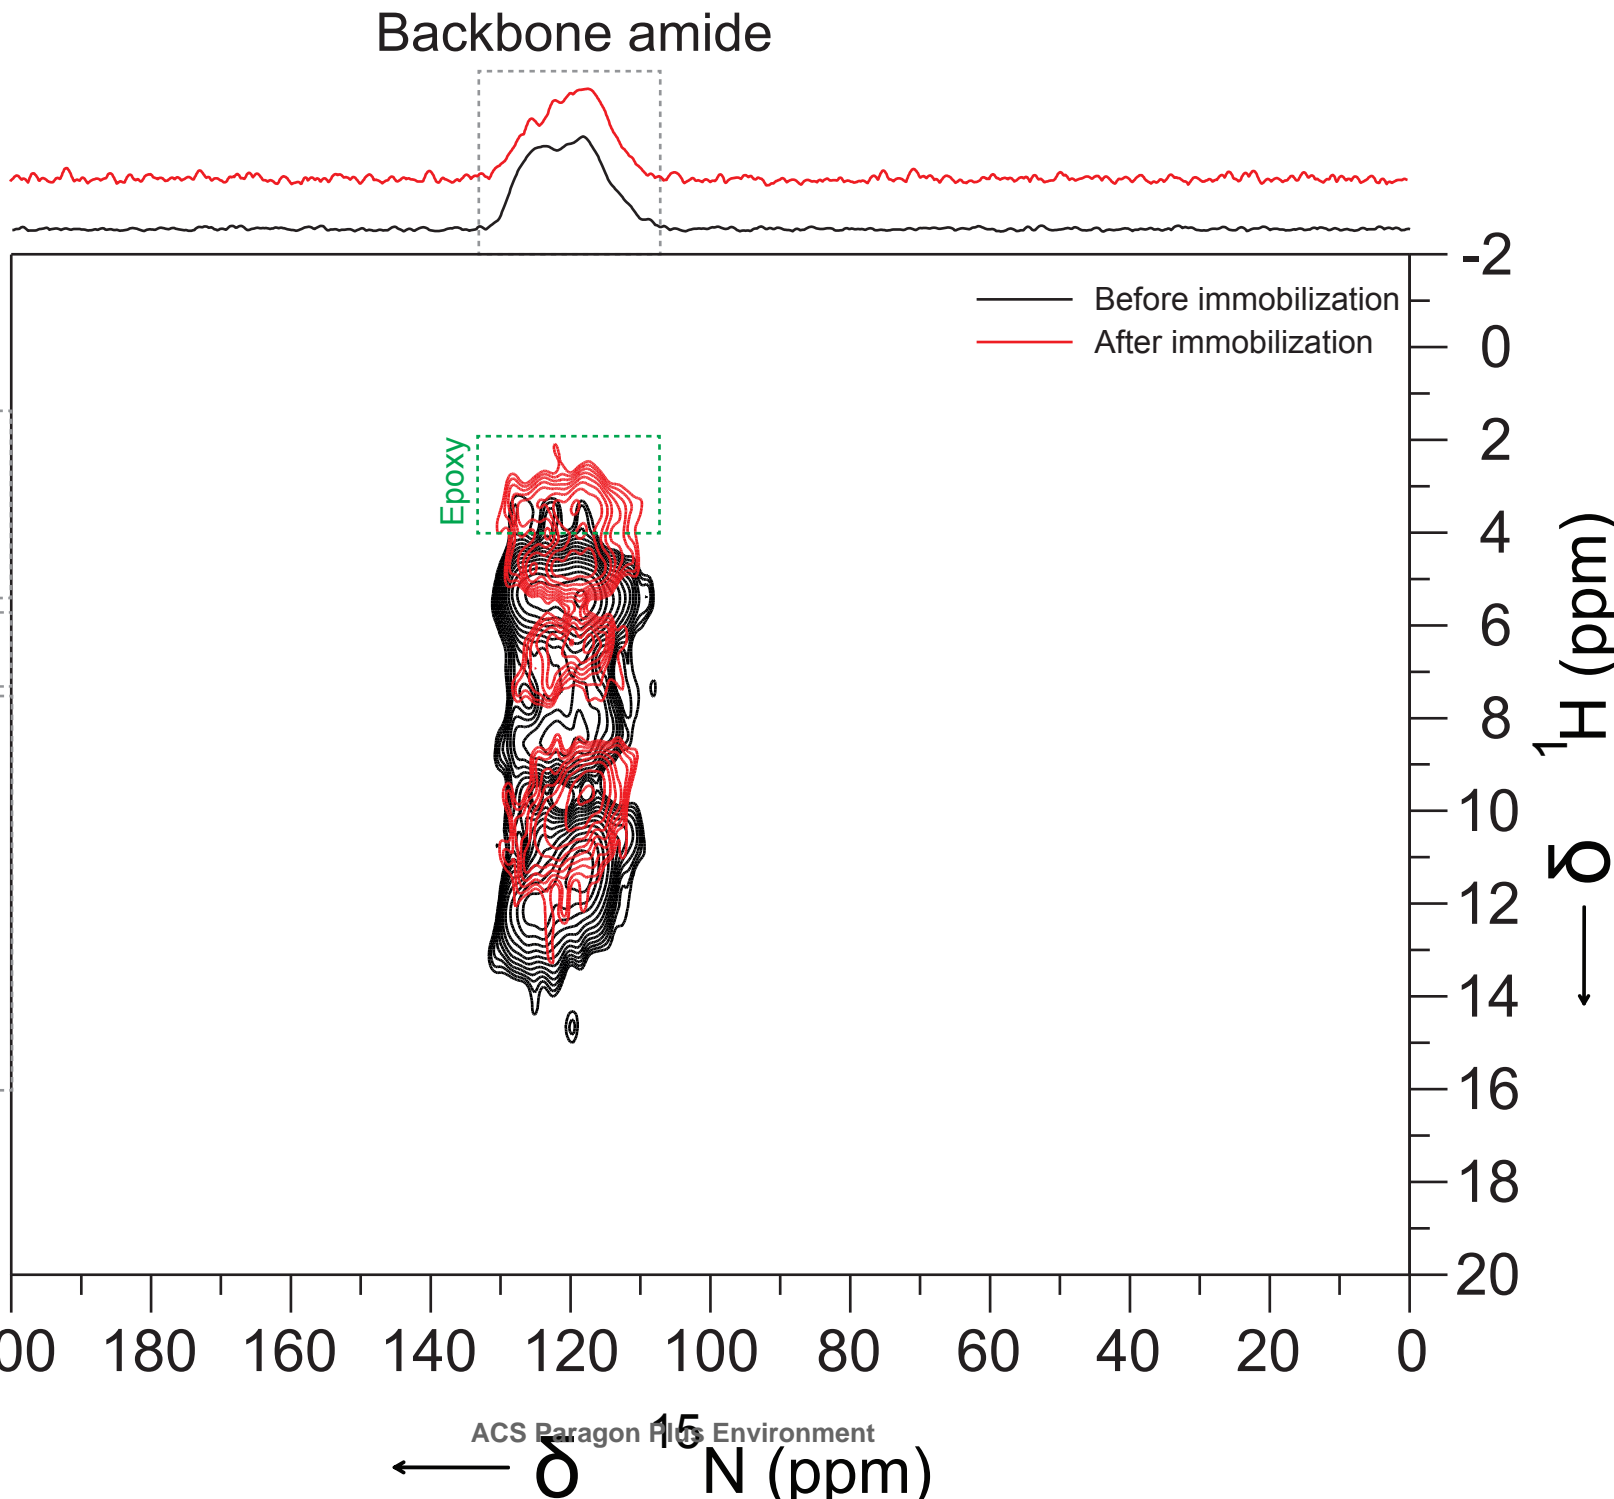 Backbone amide
-2
Before immobilization
0
After immobilization
2
Epoxy
4
6
8
10
12
14
16
18
20
1H (ppm)
δ
00 180 160 140 120 100 80 60 40 20 0
ACS Paragon Plus Environment
δ 15N (ppm)